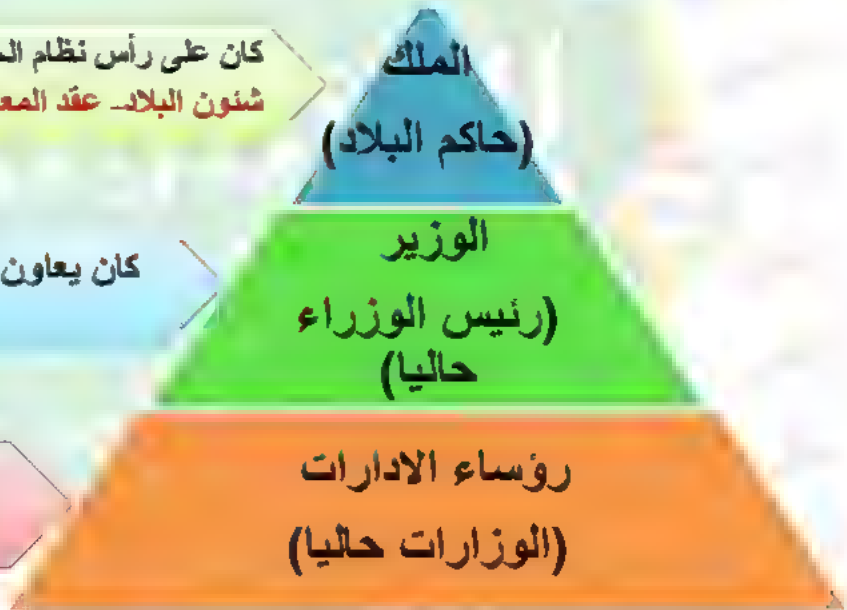 الملك
(حاكم البلاد)
كان على رأس نظام
شئون البلاد- عقد
الوزير
(رئيس الوزراء
حاليا)
كان يعاون
رؤساء الادارات
(الوزارات حاليا)